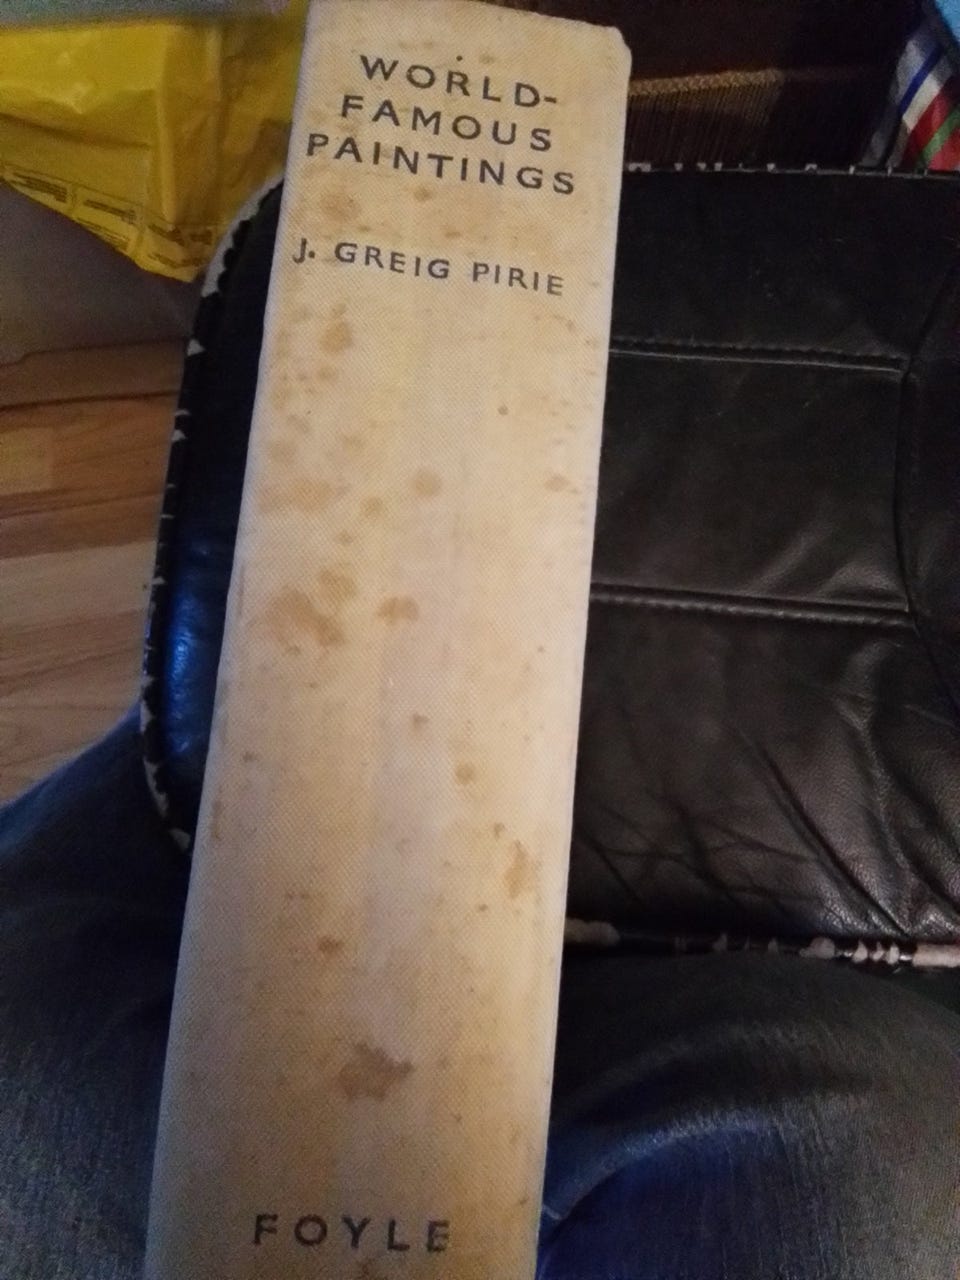 WORLD-
FAMOUS
PAINTINGS
J. GREIG PIRIE
FOYLE